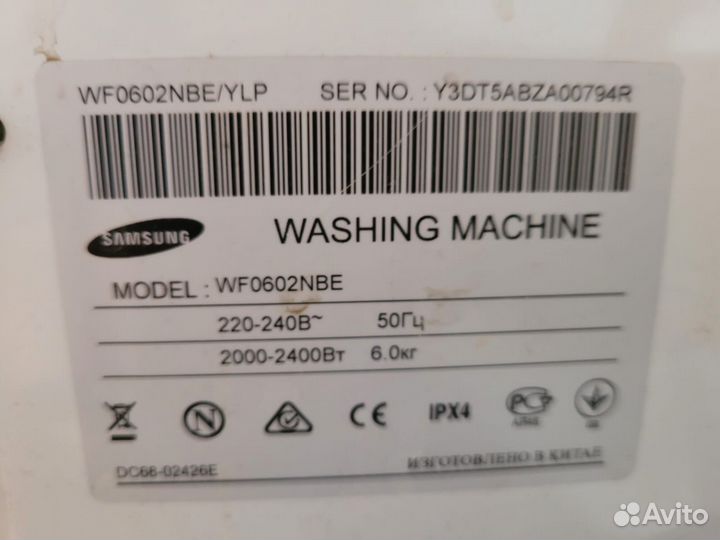 WF0602NBE/YLP SER NO. : Y3DT5ABZA00794R
SAMSUNG WASHING MACHINE
MODEL : WF0602NBE
220-240В~ 50Гц
2000-2400Вт 6.0кг
N CE IPX4 РС
DC68-02426E ИЗГОТОВЛЕНО В КИТАЕ
Avito